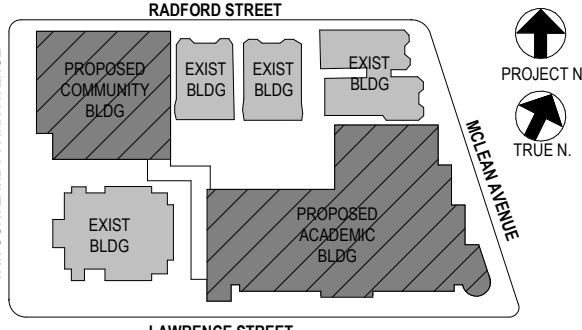 RADFORD STREET
PROPOSED
COMMUNITY
BLDG
EXIST
BLDG
EXIST
BLDG
EXIST
BLDG
PROJECT N
TRUE N.
MCLEAN AVENUE
EXIST
BLDG
PROPOSED
ACADEMIC
BLDG
LAWRENCE STREET